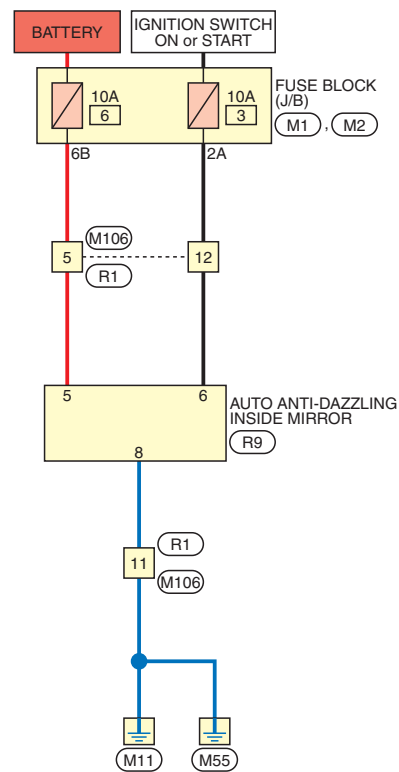 BATTERY
IGNITION SWITCH
ON or START
10A
6
10A
3
FUSE BLOCK
(J/B)
M1 , M2
6B
2A
M106
5
12
R1
5
6
AUTO ANTI-DAZZLING
INSIDE MIRROR
R9
8
R1
11
M106
M11
M55